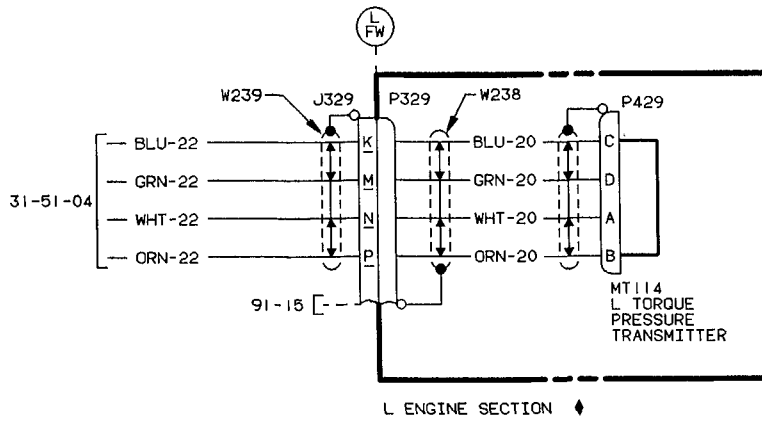 L
FW
W239
J329
P329
W238
P429
BLU-22
K
BLU-20
C
GRN-22
M
GRN-20
D
31-51-04
WHT-22
N
WHT-20
A
ORN-22
P
ORN-20
B
91-15
MT114
L TORQUE
PRESSURE
TRANSMITTER
L ENGINE SECTION